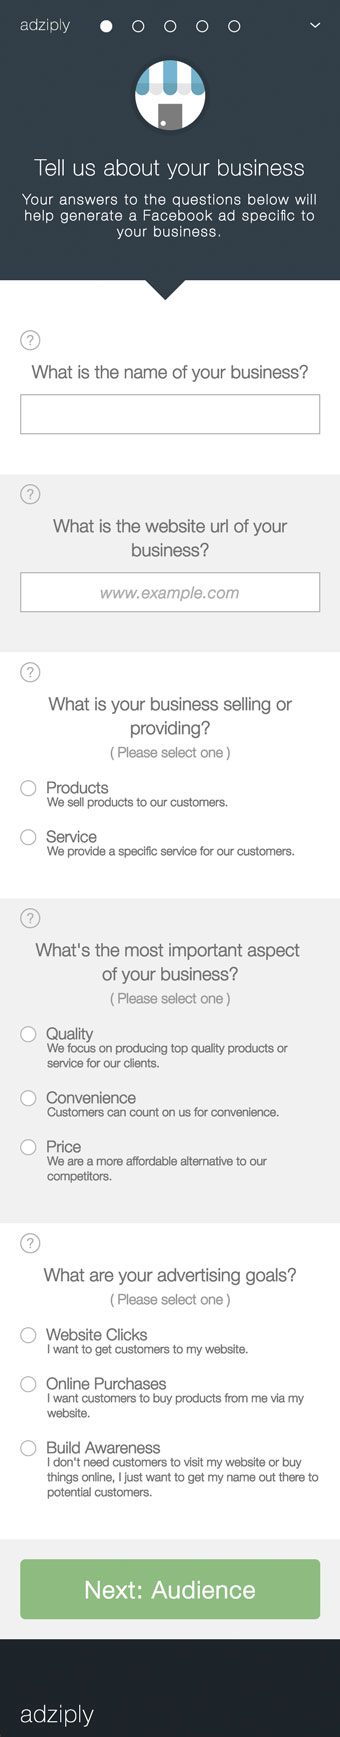 adziply
Tell us about your business
Your answers to the questions below will
help generate a Facebook ad specific to
your business.
?
What is the name of your business?
?
What is the website url of your
business?
www.example.com
?
What is your business selling or
providing?
( Please select one )
Products
We sell products to our customers.
Service
We provide a specific service for our customers.
?
What's the most important aspect
of your business?
( Please select one )
Quality
We focus on producing top quality products or
service for our clients.
Convenience
Customers can count on us for convenience.
Price
We are a more affordable alternative to our
competitors.
?
What are your advertising goals?
( Please select one )
Website Clicks
I want to get customers to my website.
Online Purchases
I want customers to buy products from me via my
website.
Build Awareness
I don't need customers to visit my website or buy
things online, I just want to get my name out there to
potential customers.
Next: Audience
adziply